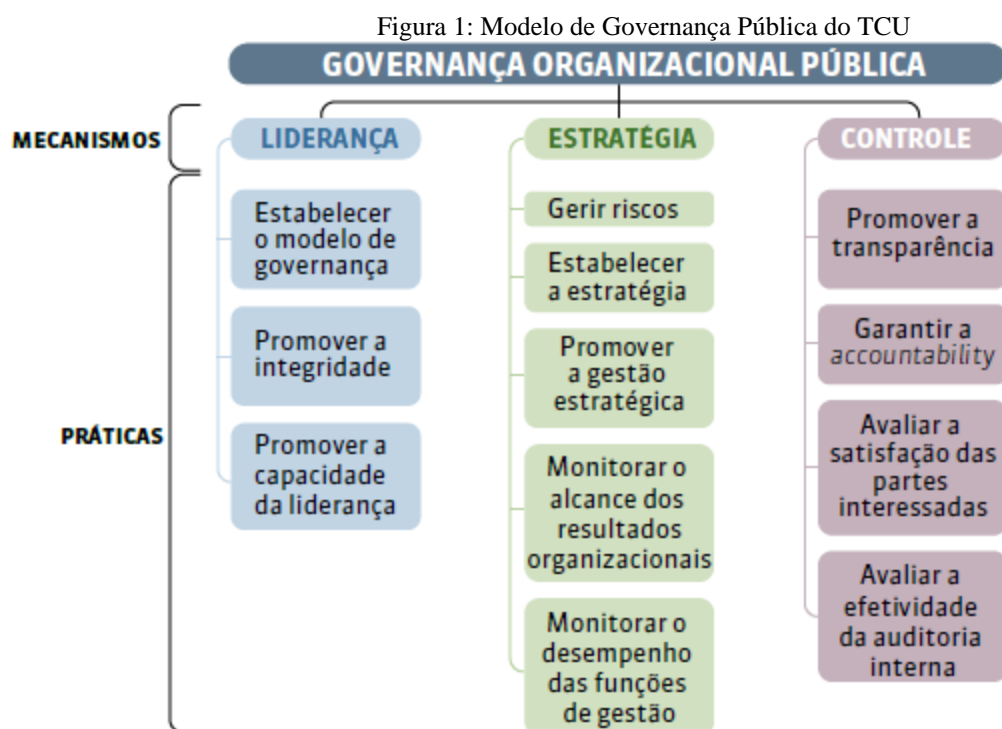 Figura 1: Modelo de Governança Pública do TCU
GOVERNANÇA ORGANIZACIONAL PÚBLICA
MECANISMOS
LIDERANÇA
ESTRATÉGIA
CONTROLE
PRÁTICAS
Estabelecer
o modelo de
governança
Promover a
integridade
Promover a
capacidade
da liderança
Gerir riscos
Estabelecer
a estratégia
Promover
a gestão
estratégica
Monitorar o
alcance dos
resultados
organizacionais
Monitorar o
desempenho
das funções
de gestão
Promover a
transparência
Garantir a
accountability
Avaliar a
satisfação das
partes
interessadas
Avaliar a
efetividade
da auditoria
interna